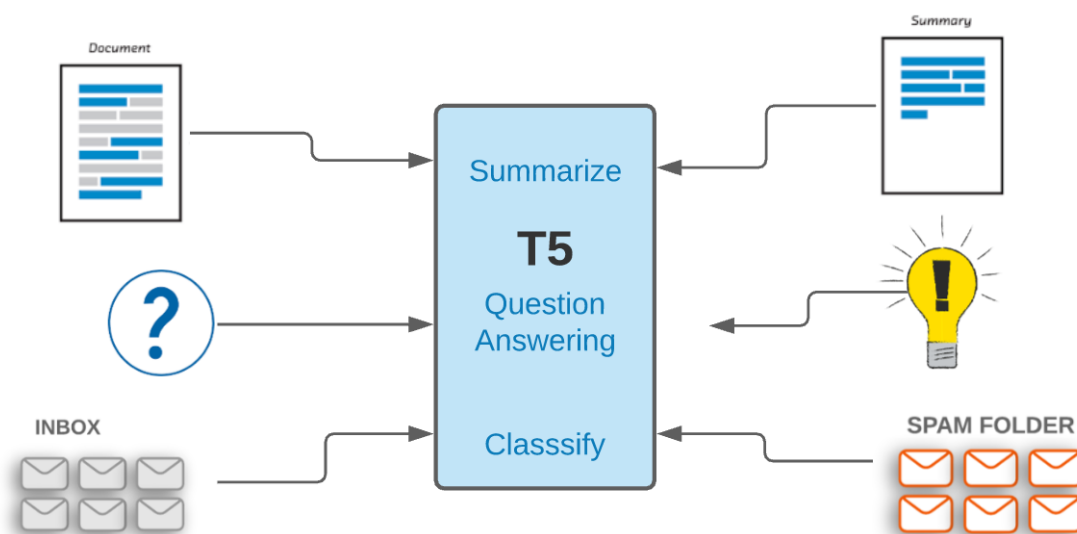 Document
Summary
Summarize
T5
?
Question
Answering
!
INBOX
SPAM FOLDER
Classsify